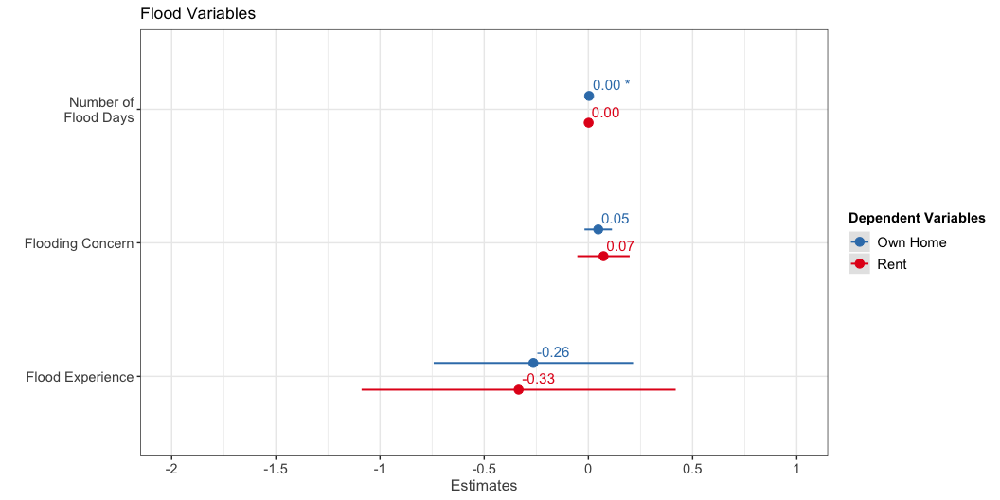 Flood Variables
Number of
Flood Days
0.00 *
0.00
Flooding Concern
0.05
0.07
Flood Experience
-0.26
-0.33
-2
-1.5
-1
-0.5
0
0.5
1
Estimates
Dependent Variables
Own Home
Rent